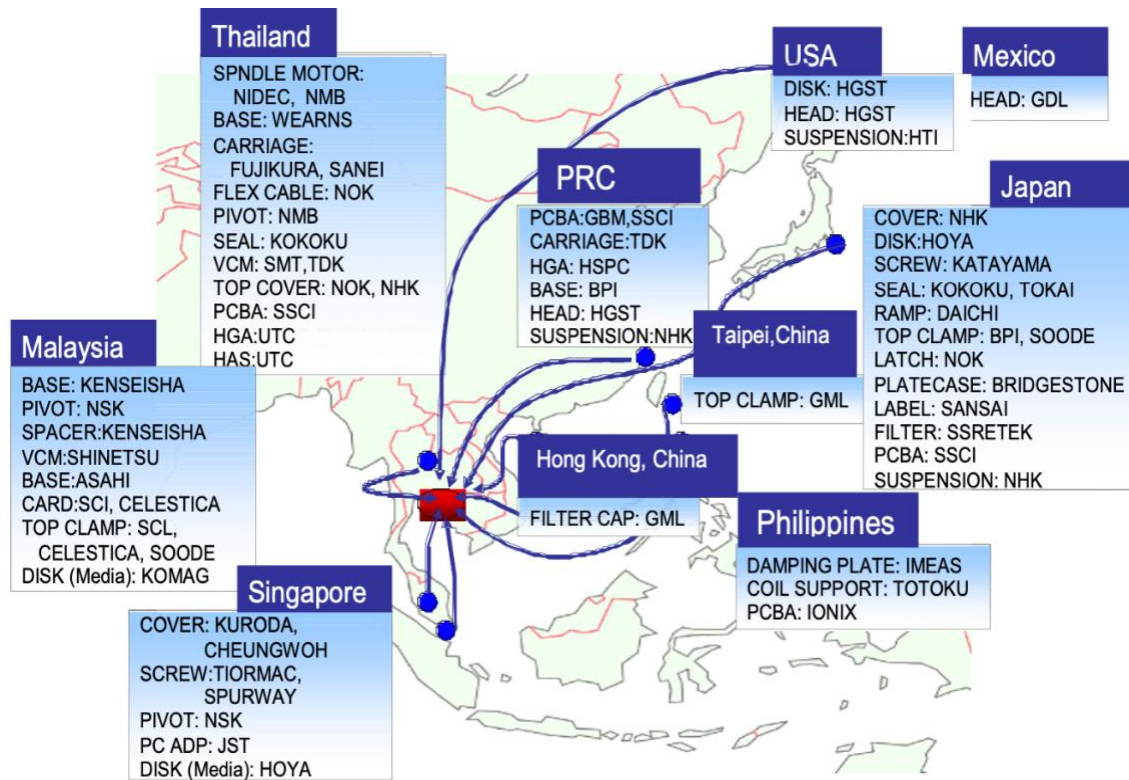 Thailand
SPNDLE MOTOR:
NIDEC, NMB
BASE: WEARNS
CARRIAGE:
FUJIKURA, SANEI
FLEX CABLE: NOK
PIVOT: NMB
SEAL: KOKOKU
VCM: SMT,TDK
TOP COVER: NOK, NHK
PCBA: SSCI
HGA:UTC
HAS:UTC
USA
DISK: HGST
HEAD: HGST
SUSPENSION:HTI
Mexico
HEAD: GDL
PRC
PCBA:GBM,SSCI
CARRIAGE:TDK
HGA: HSPC
BASE: BPI
HEAD: HGST
SUSPENSION:NHK
Japan
COVER: NHK
DISK:HOYA
SCREW: KATAYAMA
SEAL: KOKOKU, TOKAI
RAMP: DAICHI
TOP CLAMP: BPI, SOODE
LATCH: NOK
PLATECASE: BRIDGESTONE
LABEL: SANSAI
FILTER: SSRETEK
PCBA: SSCI
SUSPENSION: NHK
Taipei,China
TOP CLAMP: GML
Malaysia
BASE: KENSEISHA
PIVOT: NSK
SPACER:KENSEISHA
VCM:SHINETSU
BASE:ASAHI
CARD:SCI, CELESTICA
TOP CLAMP: SCL,
CELESTICA, SOODE
DISK (Media): KOMAG
Hong Kong, China
FILTER CAP: GML
Philippines
DAMPING PLATE: IMEAS
COIL SUPPORT: TOTOKU
PCBA: IONIX
Singapore
COVER: KURODA,
CHEUNGWOH
SCREW:TIORMAC,
SPURWAY
PIVOT: NSK
PC ADP: JST
DISK (Media): HOYA